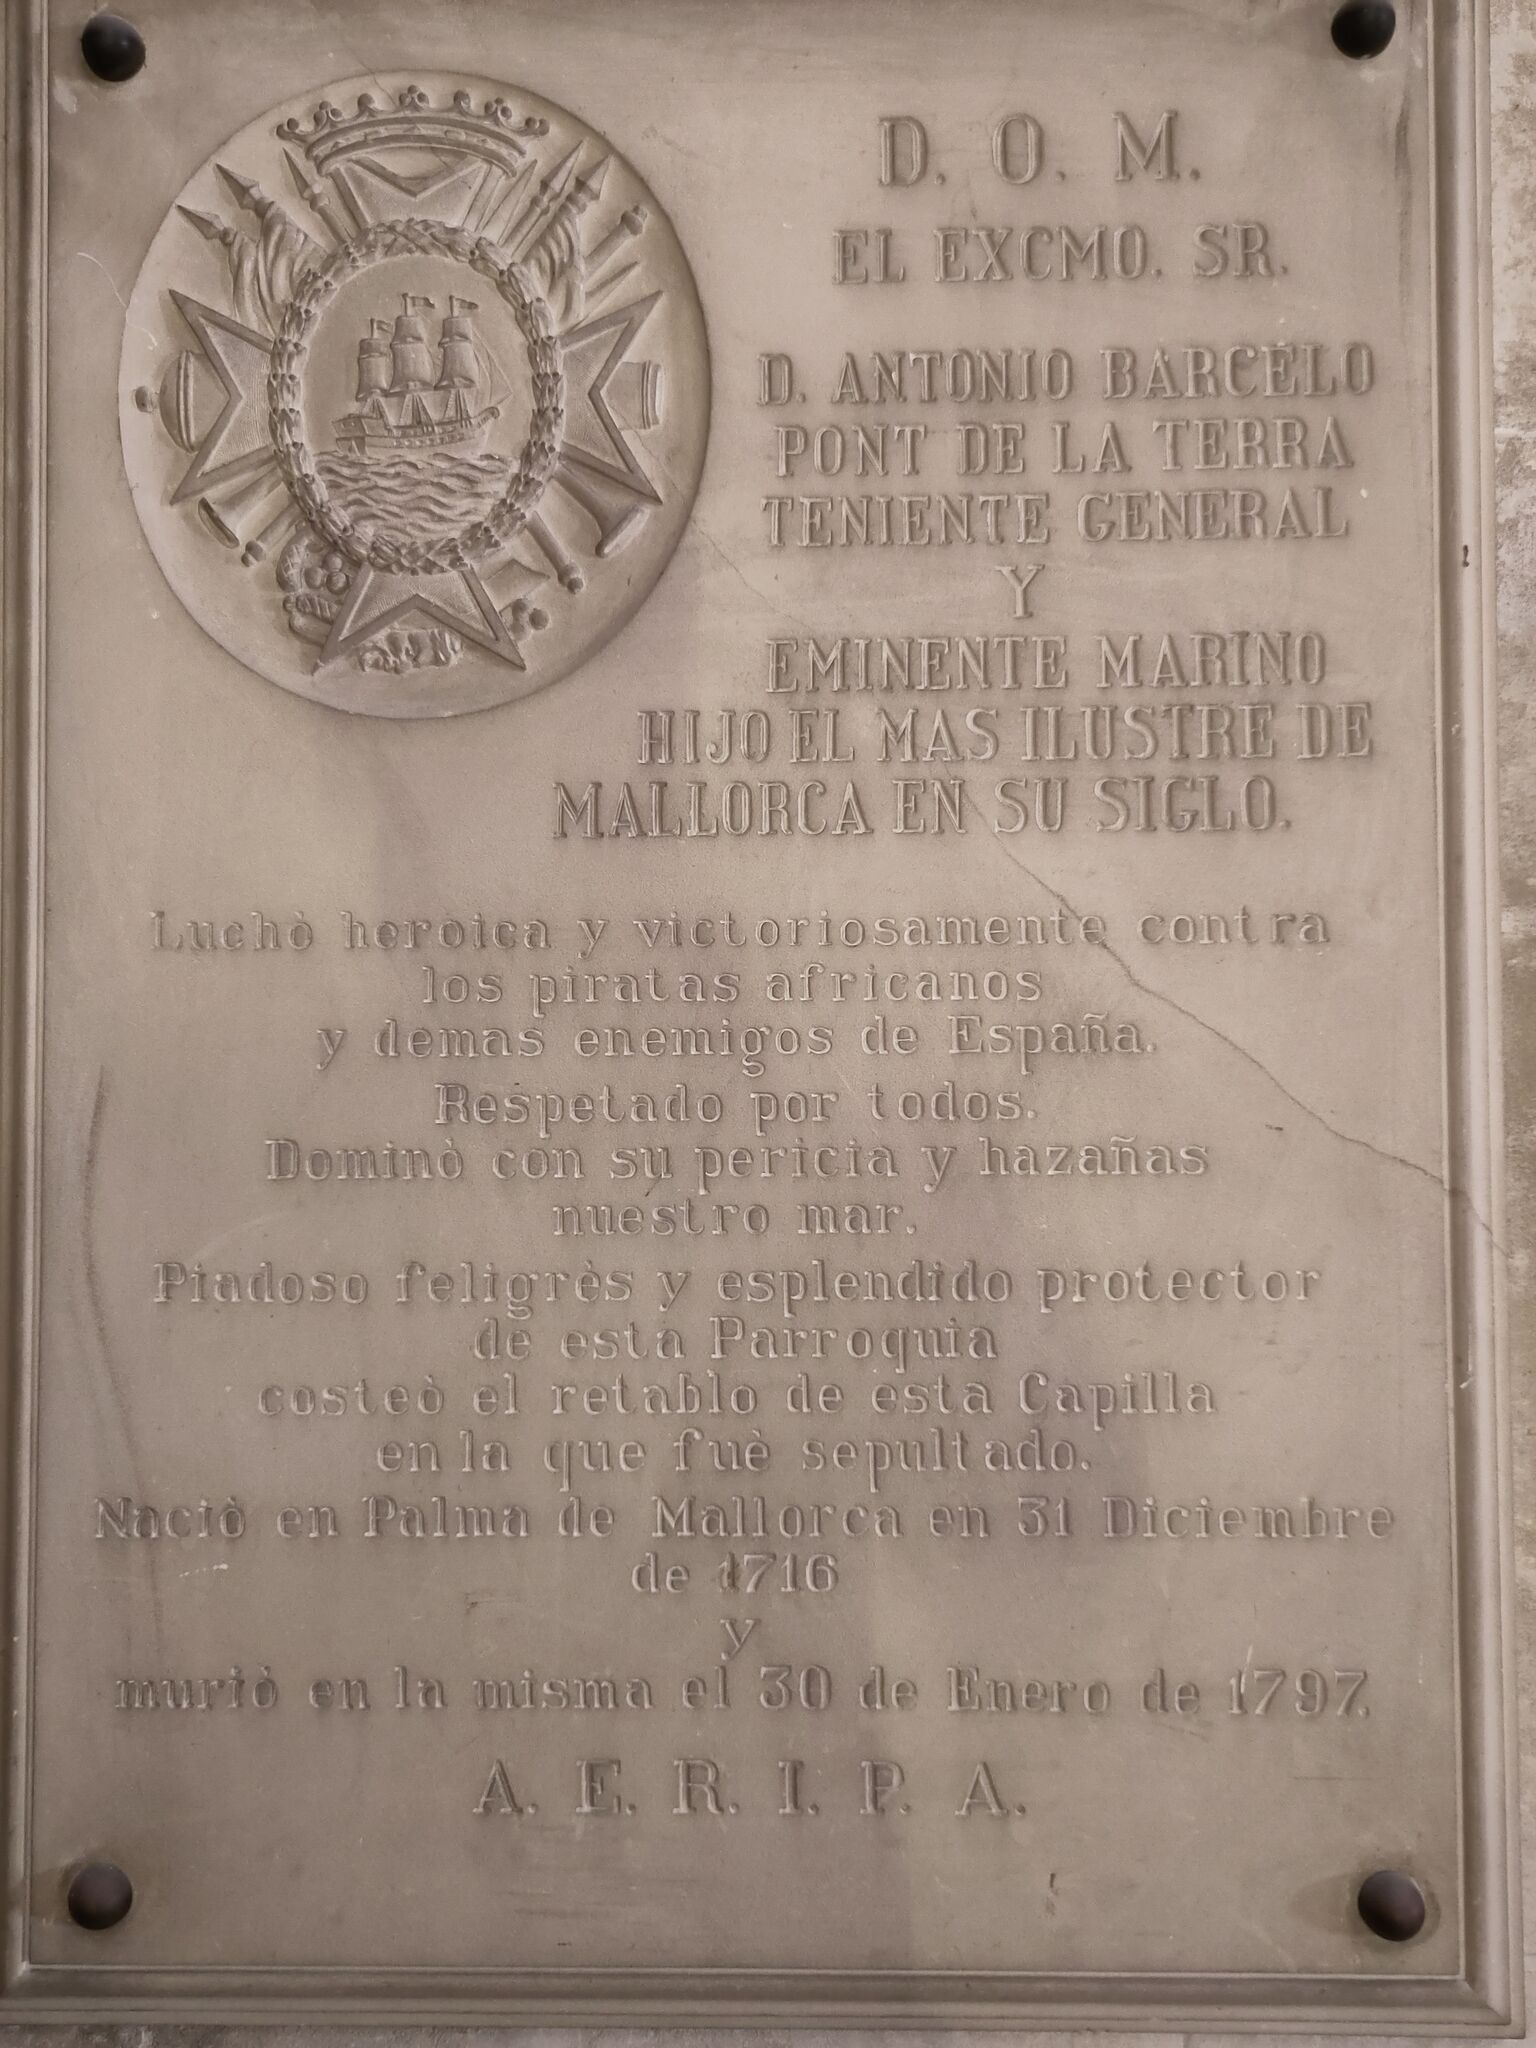 D. O. M.
EL EXCMO. SR.
D. ANTONIO BARCELO
PONT DE LA TERRA
TENIENTE GENERAL
Y
EMINENTE MARINO
HIJO EL MAS ILUSTRE DE
MALLORCA EN SU SIGLO.
Luchò heròica y victoriosamente contra
los piratas africanos
y demas enemigos de España.
Respetado por todos.
Dominò con su pericia y hazañas
nuestro mar.
Piadoso feligrès y esplendido protector
de esta Parroquia
costeò el retablo de esta Capilla
en la que fuè sepultado.
Naciò en Palma de Mallorca en 31 Diciembre
de 1716
y
muriò en la misma el 30 de Enero de 1797.
A. E. R. I. P. A.